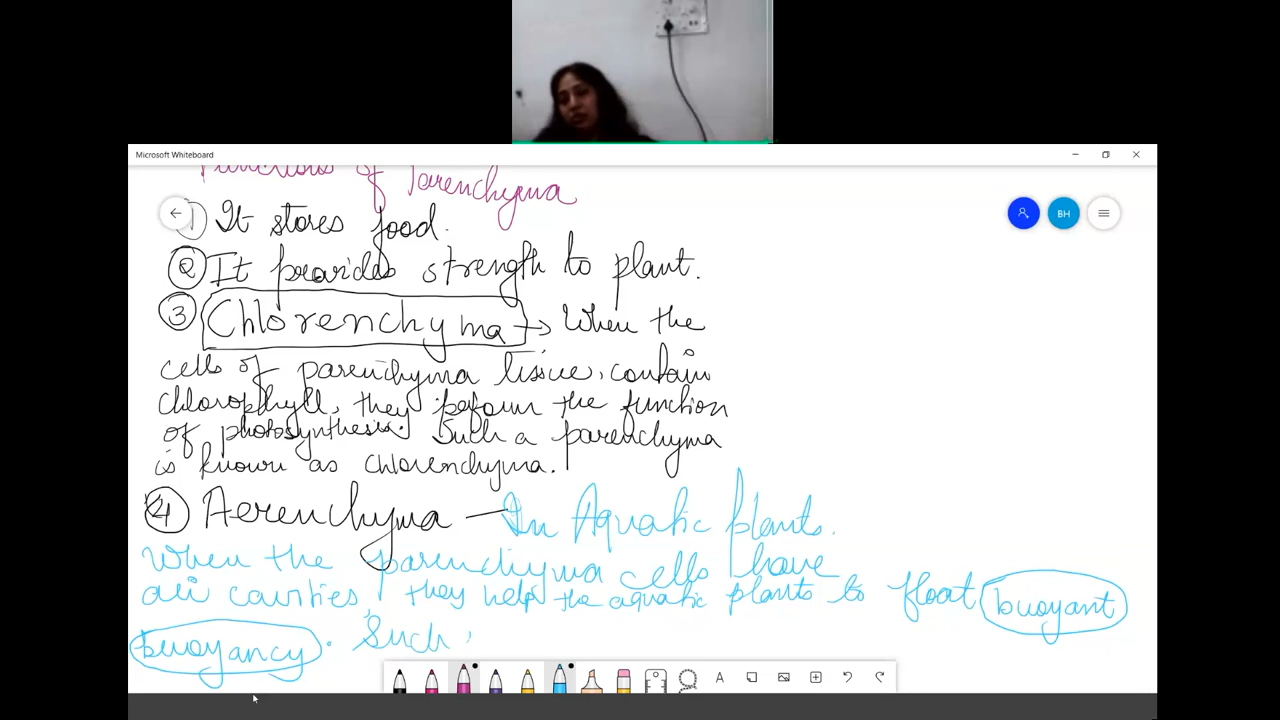 Microsoft Whiteboard
Functions of Parenchyma
BH
① It stores food.
② It provides strength to plant.
③ Chlorenchyma → When the
cells of parenchyma tissue, contain
chlorophyll, they perform the function
of photosynthesis. Such a parenchyma
is known as chlorenchyma.
④ Aerenchyma — In Aquatic plants.
When the parenchyma cells have
air cavities, they help the aquatic plants to float buoyant
buoyancy. Such
A